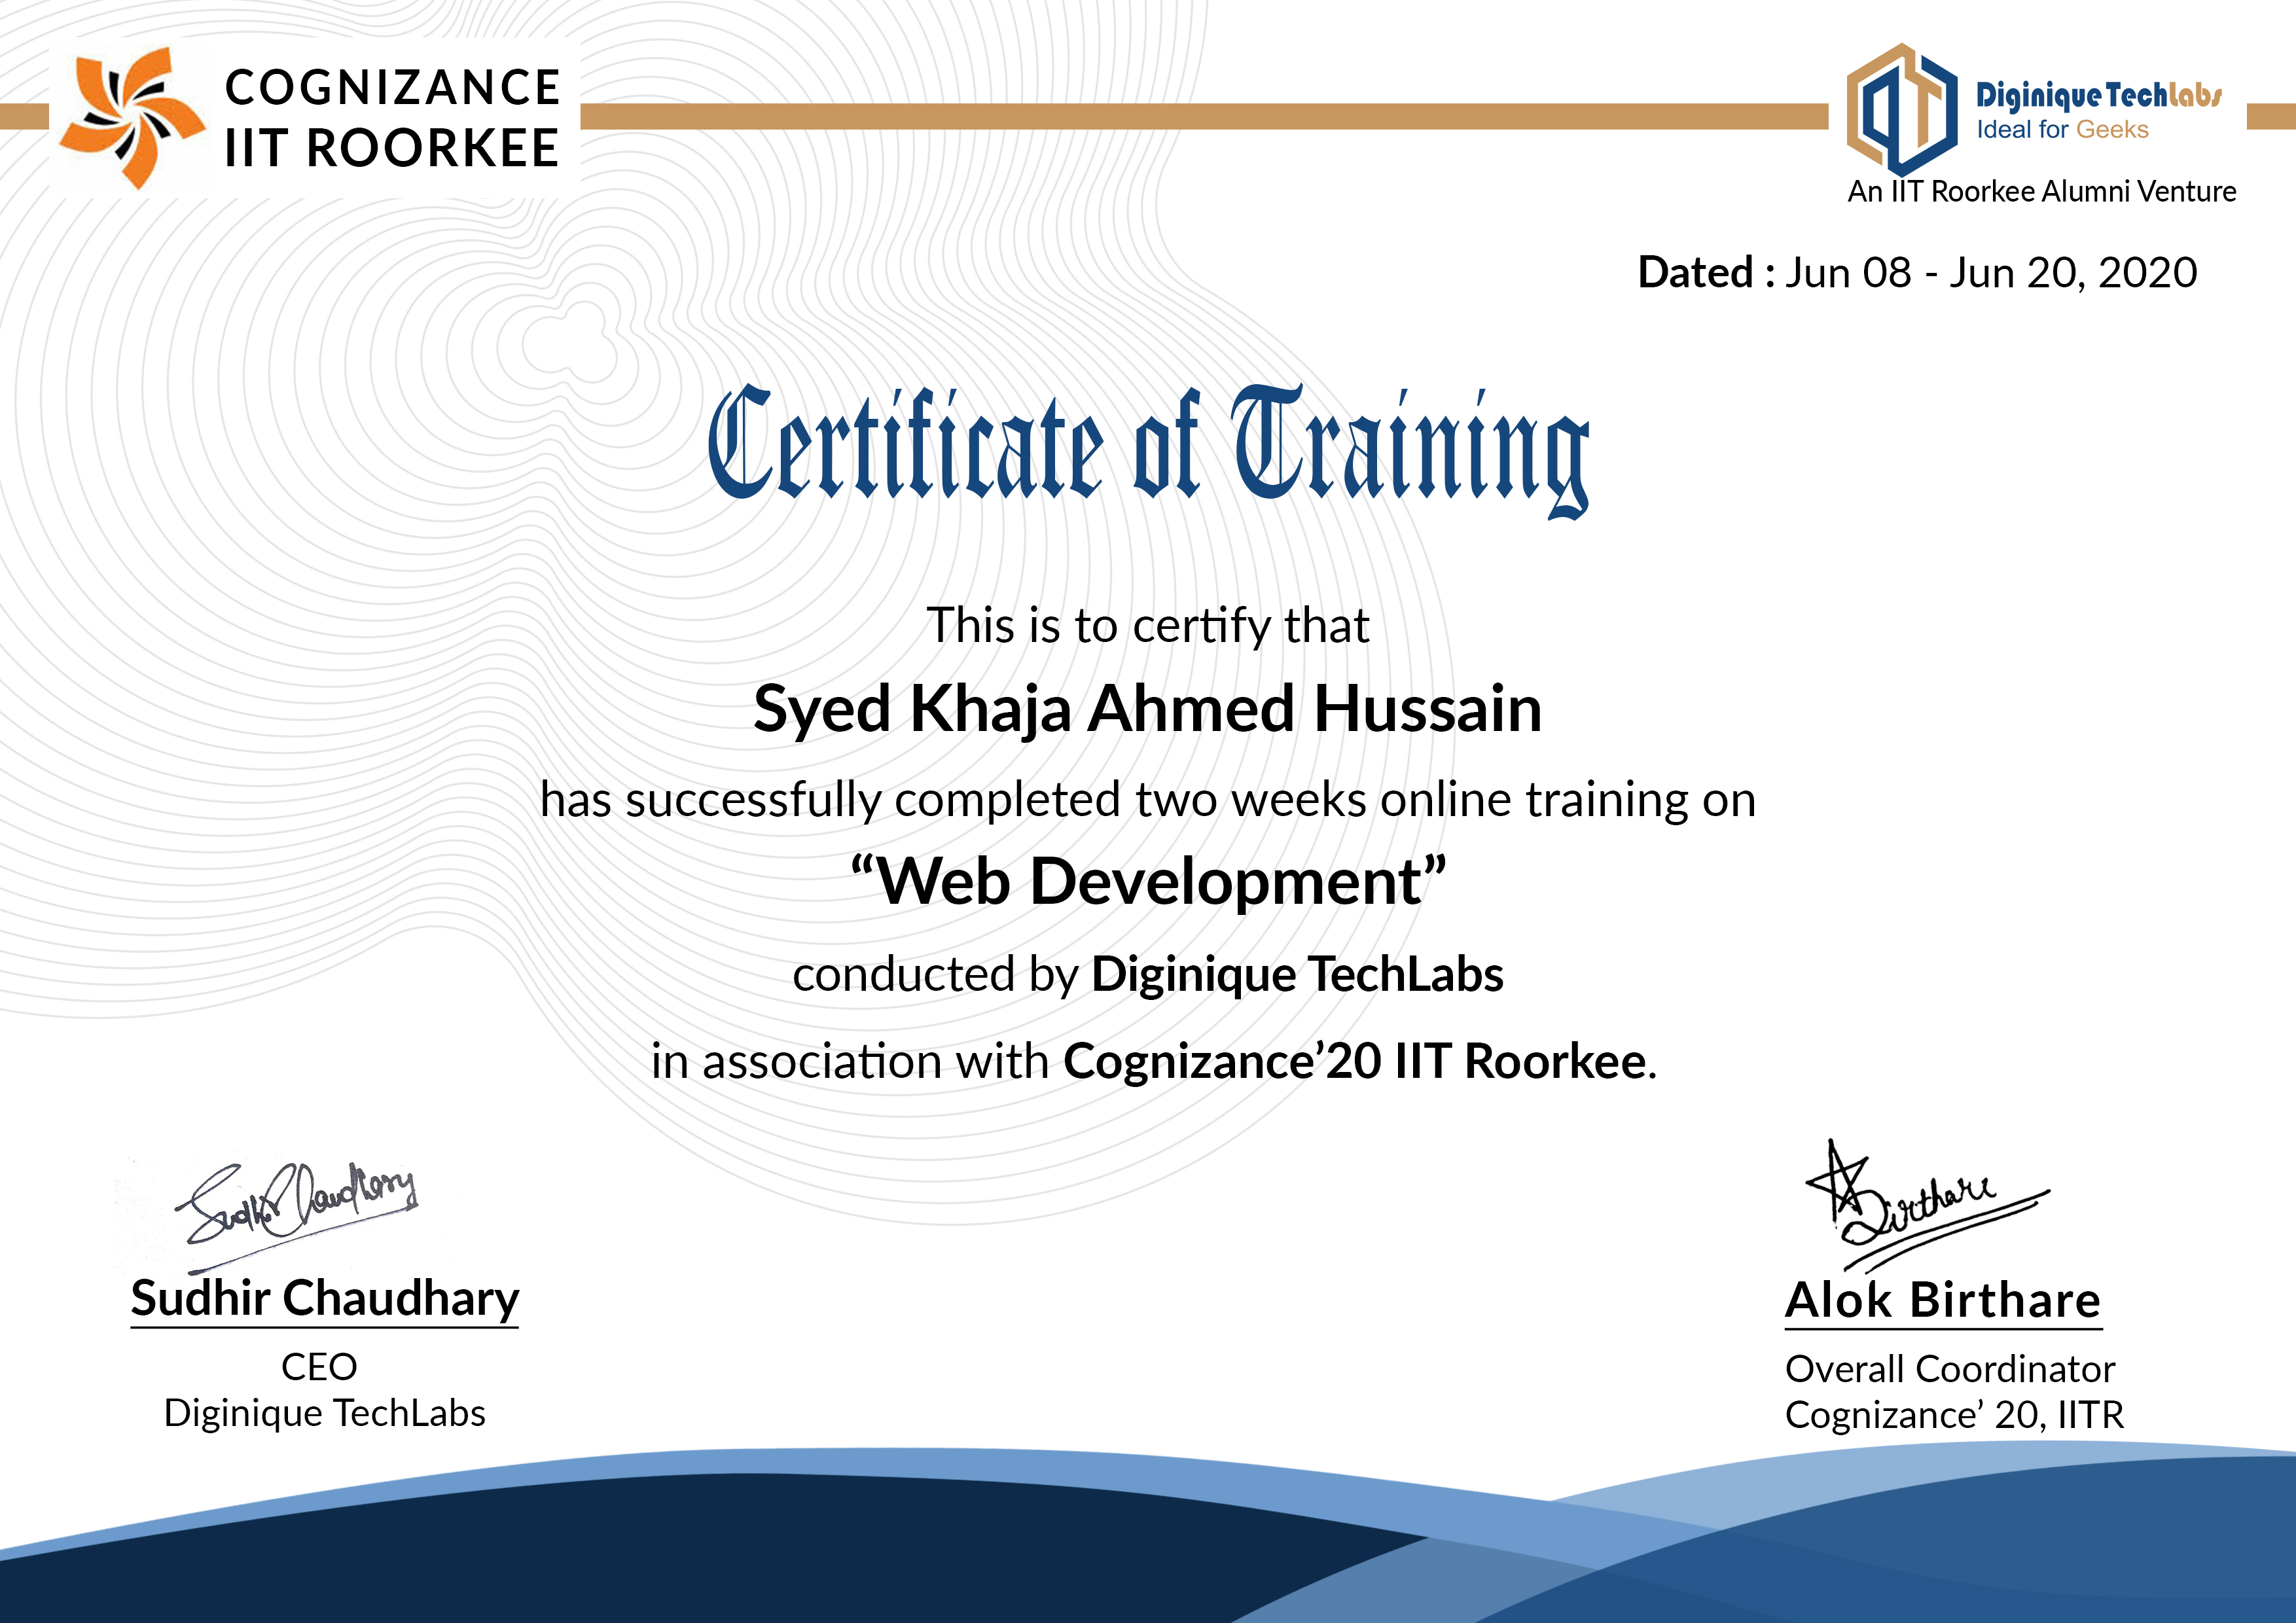 COGNIZANCE
IIT ROORKEE
Diginique TechLabs
Ideal for Geeks
An IIT Roorkee Alumni Venture
Dated : Jun 08 - Jun 20, 2020
Certificate of Training
This is to certify that
Syed Khaja Ahmed Hussain
has successfully completed two weeks online training on
“Web Development”
conducted by Diginique TechLabs
in association with Cognizance’20 IIT Roorkee.
Sudhir Chaudhary
Birthare
Sudhir Chaudhary
CEO
Diginique TechLabs
Alok Birthare
Overall Coordinator
Cognizance’ 20, IITR